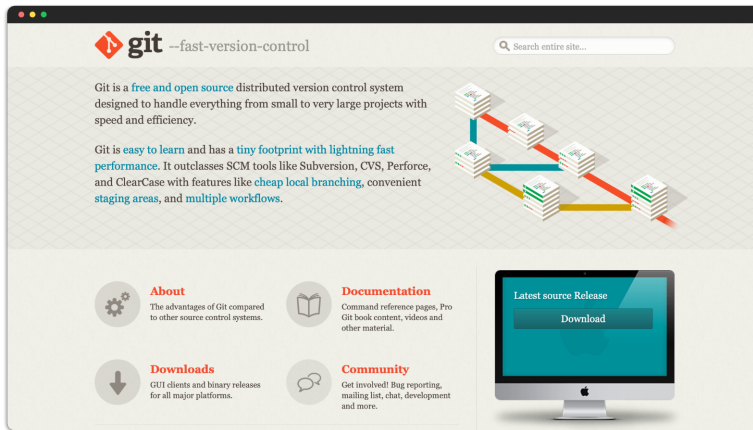 git --fast-version-control
Search entire site...
Git is a free and open source distributed version control system
designed to handle everything from small to very large projects with
speed and efficiency.
Git is easy to learn and has a tiny footprint with lightning fast
performance. It outclasses SCM tools like Subversion, CVS, Perforce,
and ClearCase with features like cheap local branching, convenient
staging areas, and multiple workflows.
About
The advantages of Git compared
to other source control systems.
Documentation
Command reference pages, Pro
Git book content, videos and
other material.
Downloads
GUI clients and binary releases
for all major platforms.
Community
Get involved! Bug reporting,
mailing list, chat, development
and more.
Latest source Release
Download